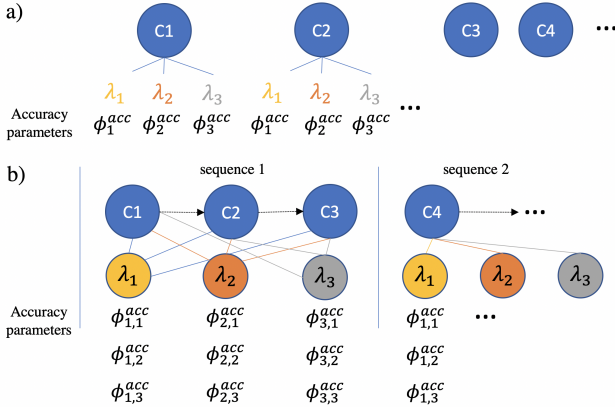 a)
C1 C2 C3 C4 ...
λ₁ λ₂ λ₃ λ₁ λ₂ λ₃
Accuracy parameters ϕ₁ᵃᶜᶜ ϕ₂ᵃᶜᶜ ϕ₃ᵃᶜᶜ ϕ₁ᵃᶜᶜ ϕ₂ᵃᶜᶜ ϕ₃ᵃᶜᶜ ...
b)
sequence 1 sequence 2
C1 C2 C3 C4 ...
λ₁ λ₂ λ₃ λ₁ λ₂ λ₃
Accuracy parameters ϕ₁,₁ᵃᶜᶜ ϕ₂,₁ᵃᶜᶜ ϕ₃,₁ᵃᶜᶜ ϕ₁,₁ᵃᶜᶜ ...
ϕ₁,₂ᵃᶜᶜ ϕ₂,₂ᵃᶜᶜ ϕ₃,₂ᵃᶜᶜ ϕ₁,₂ᵃᶜᶜ
ϕ₁,₃ᵃᶜᶜ ϕ₂,₃ᵃᶜᶜ ϕ₃,₃ᵃᶜᶜ ϕ₁,₃ᵃᶜᶜ